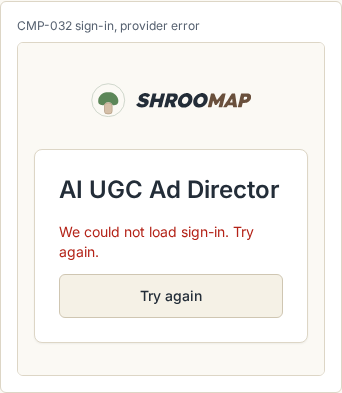 CMP-032 sign-in, provider error
SHROOMAP
AI UGC Ad Director
We could not load sign-in. Try
again.
Try again